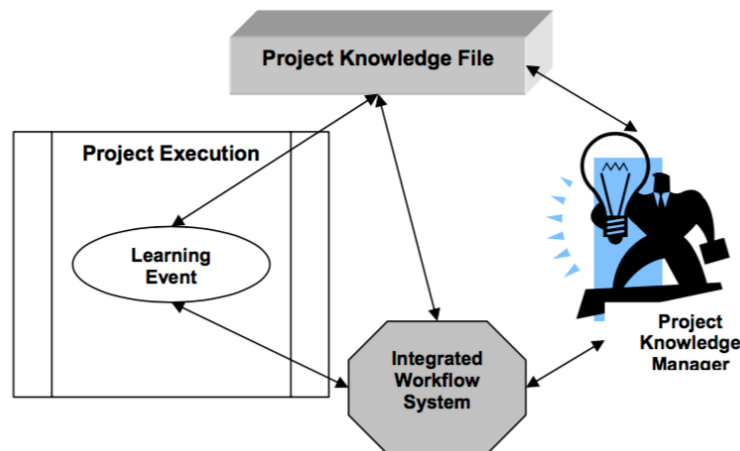 Project Knowledge File
Project Execution
Learning
Event
Integrated
Workflow
System
Project
Knowledge
Manager